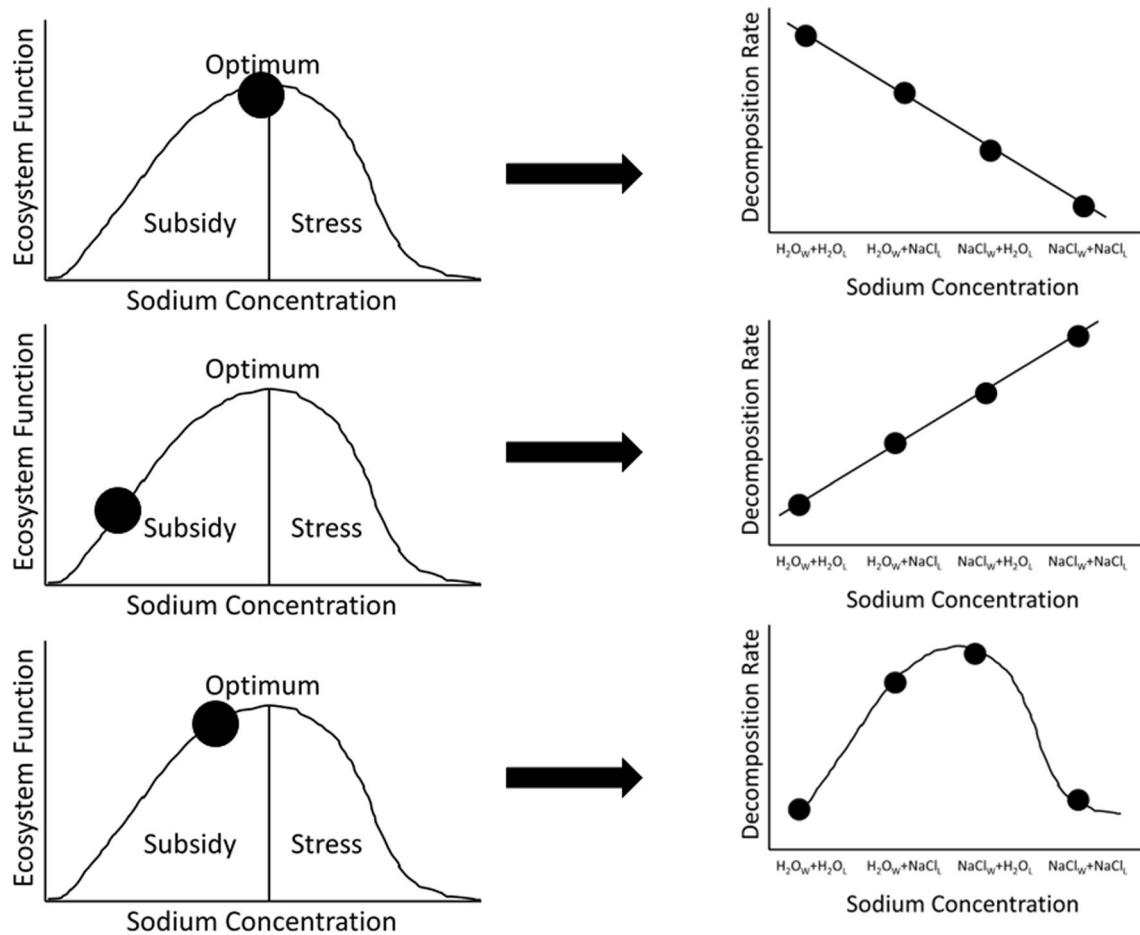 Ecosystem Function
Optimum
Subsidy
Stress
Sodium Concentration
Decomposition Rate
H₂O_W+H₂O_L
H₂O_W+NaCl_L
NaCl_W+H₂O_L
NaCl_W+NaCl_L
Sodium Concentration
Ecosystem Function
Optimum
Subsidy
Stress
Sodium Concentration
Decomposition Rate
H₂O_W+H₂O_L
H₂O_W+NaCl_L
NaCl_W+H₂O_L
NaCl_W+NaCl_L
Sodium Concentration
Ecosystem Function
Optimum
Subsidy
Stress
Sodium Concentration
Decomposition Rate
H₂O_W+H₂O_L
H₂O_W+NaCl_L
NaCl_W+H₂O_L
NaCl_W+NaCl_L
Sodium Concentration